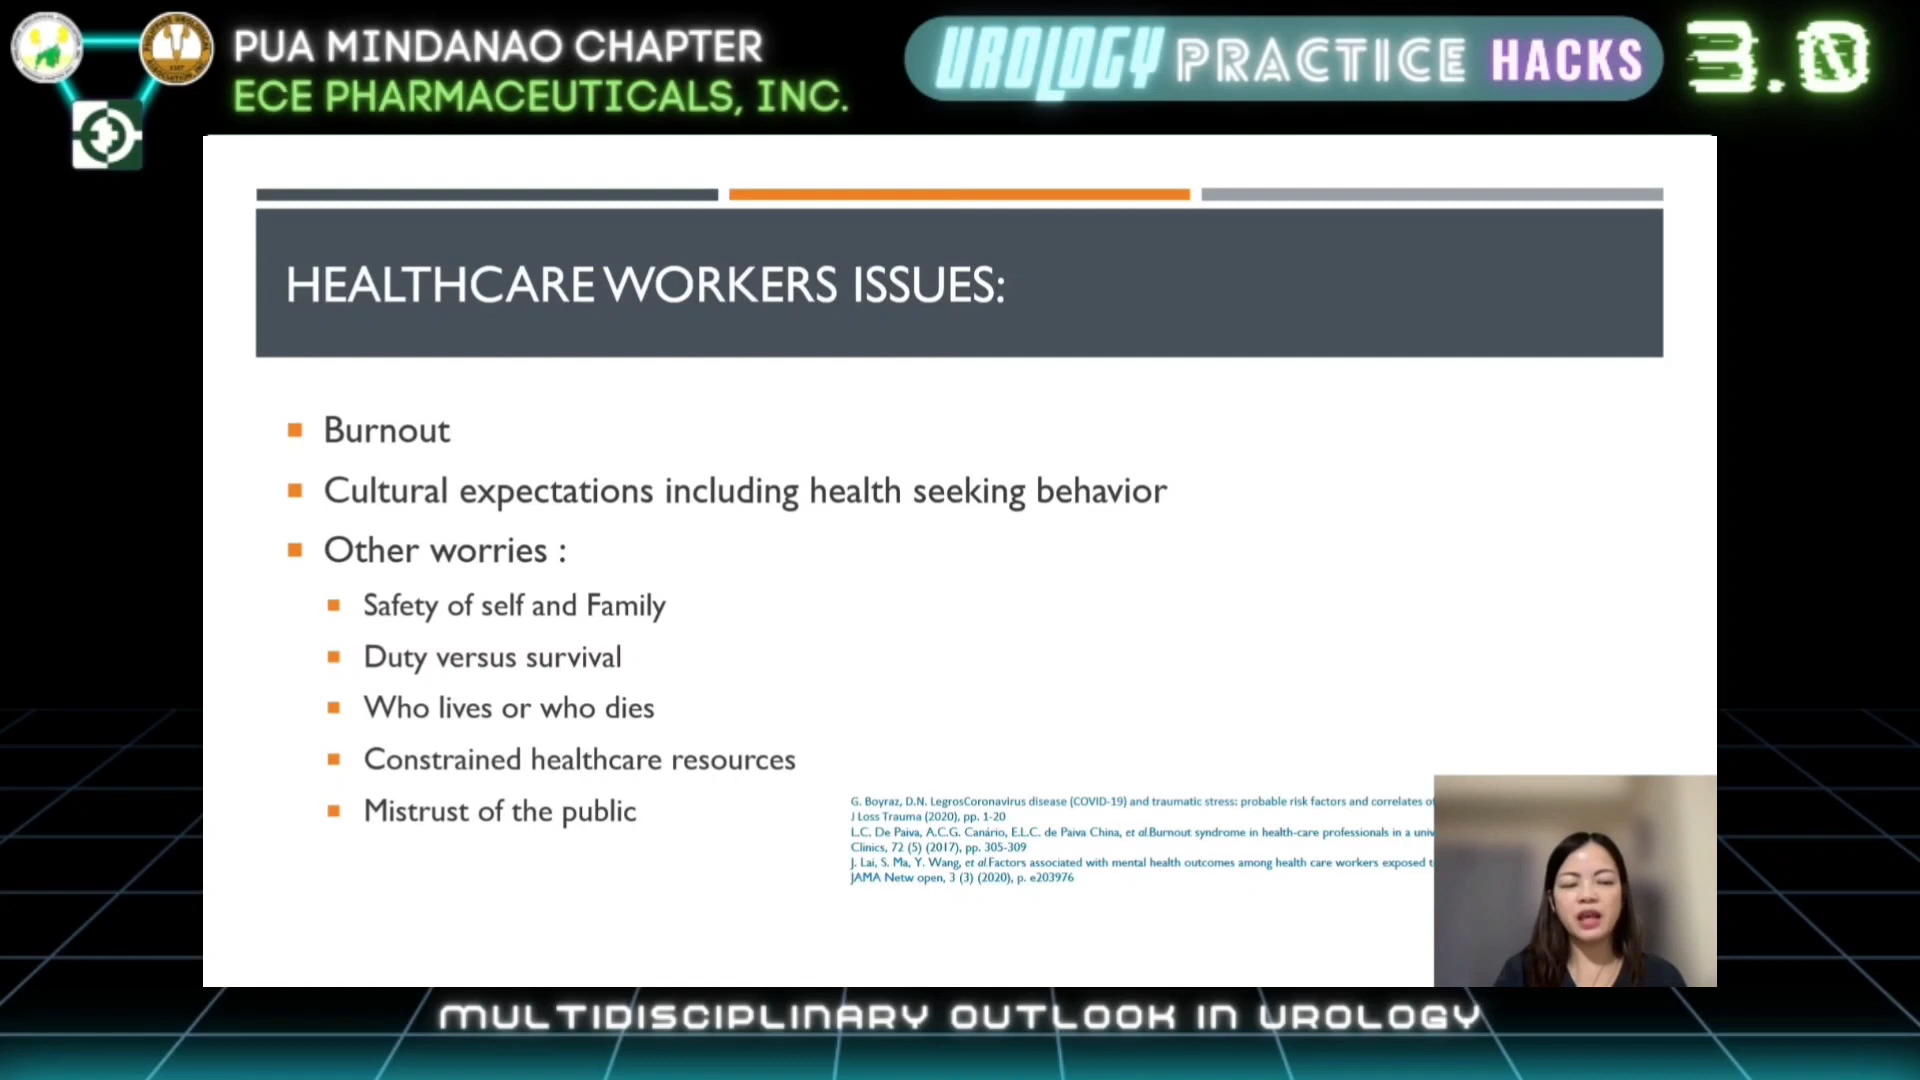 PUA MINDANAO CHAPTER
ECE PHARMACEUTICALS, INC.
UROLOGY PRACTICE HACKS 3.0
HEALTHCARE WORKERS ISSUES:
Burnout
Cultural expectations including health seeking behavior
Other worries :
Safety of self and Family
Duty versus survival
Who lives or who dies
Constrained healthcare resources
Mistrust of the public
G. Boyraz, D.N. LegrosCoronavirus disease (COVID-19) and traumatic stress: probable risk factors and correlates
J Loss Trauma (2020), pp. 1-20
L.C. De Paiva, A.C.G. Canário, E.L.C. de Paiva China, et al.Burnout syndrome in health-care professionals in a
Clinics, 72 (5) (2017), pp. 305-309
J. Lai, S. Ma, Y. Wang, et al.Factors associated with mental health outcomes among health care workers exposed
JAMA Netw open, 3 (3) (2020), p. e203976
MULTIDISCIPLINARY OUTLOOK IN UROLOGY